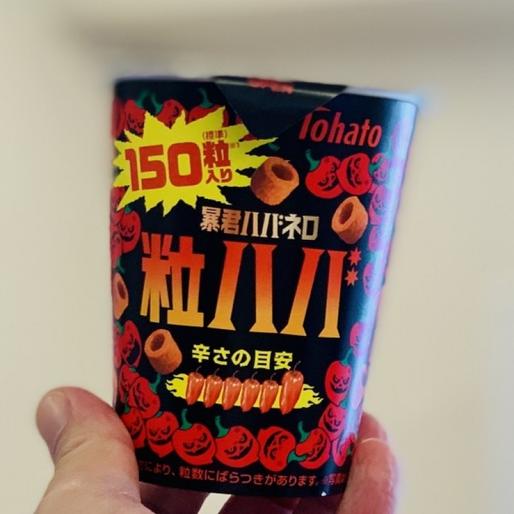 Tohato
(標準)
150粒※1
入り
暴君ハバネロ
粒ハバ
辛さの目安
により、粒数にばらつきがあります。